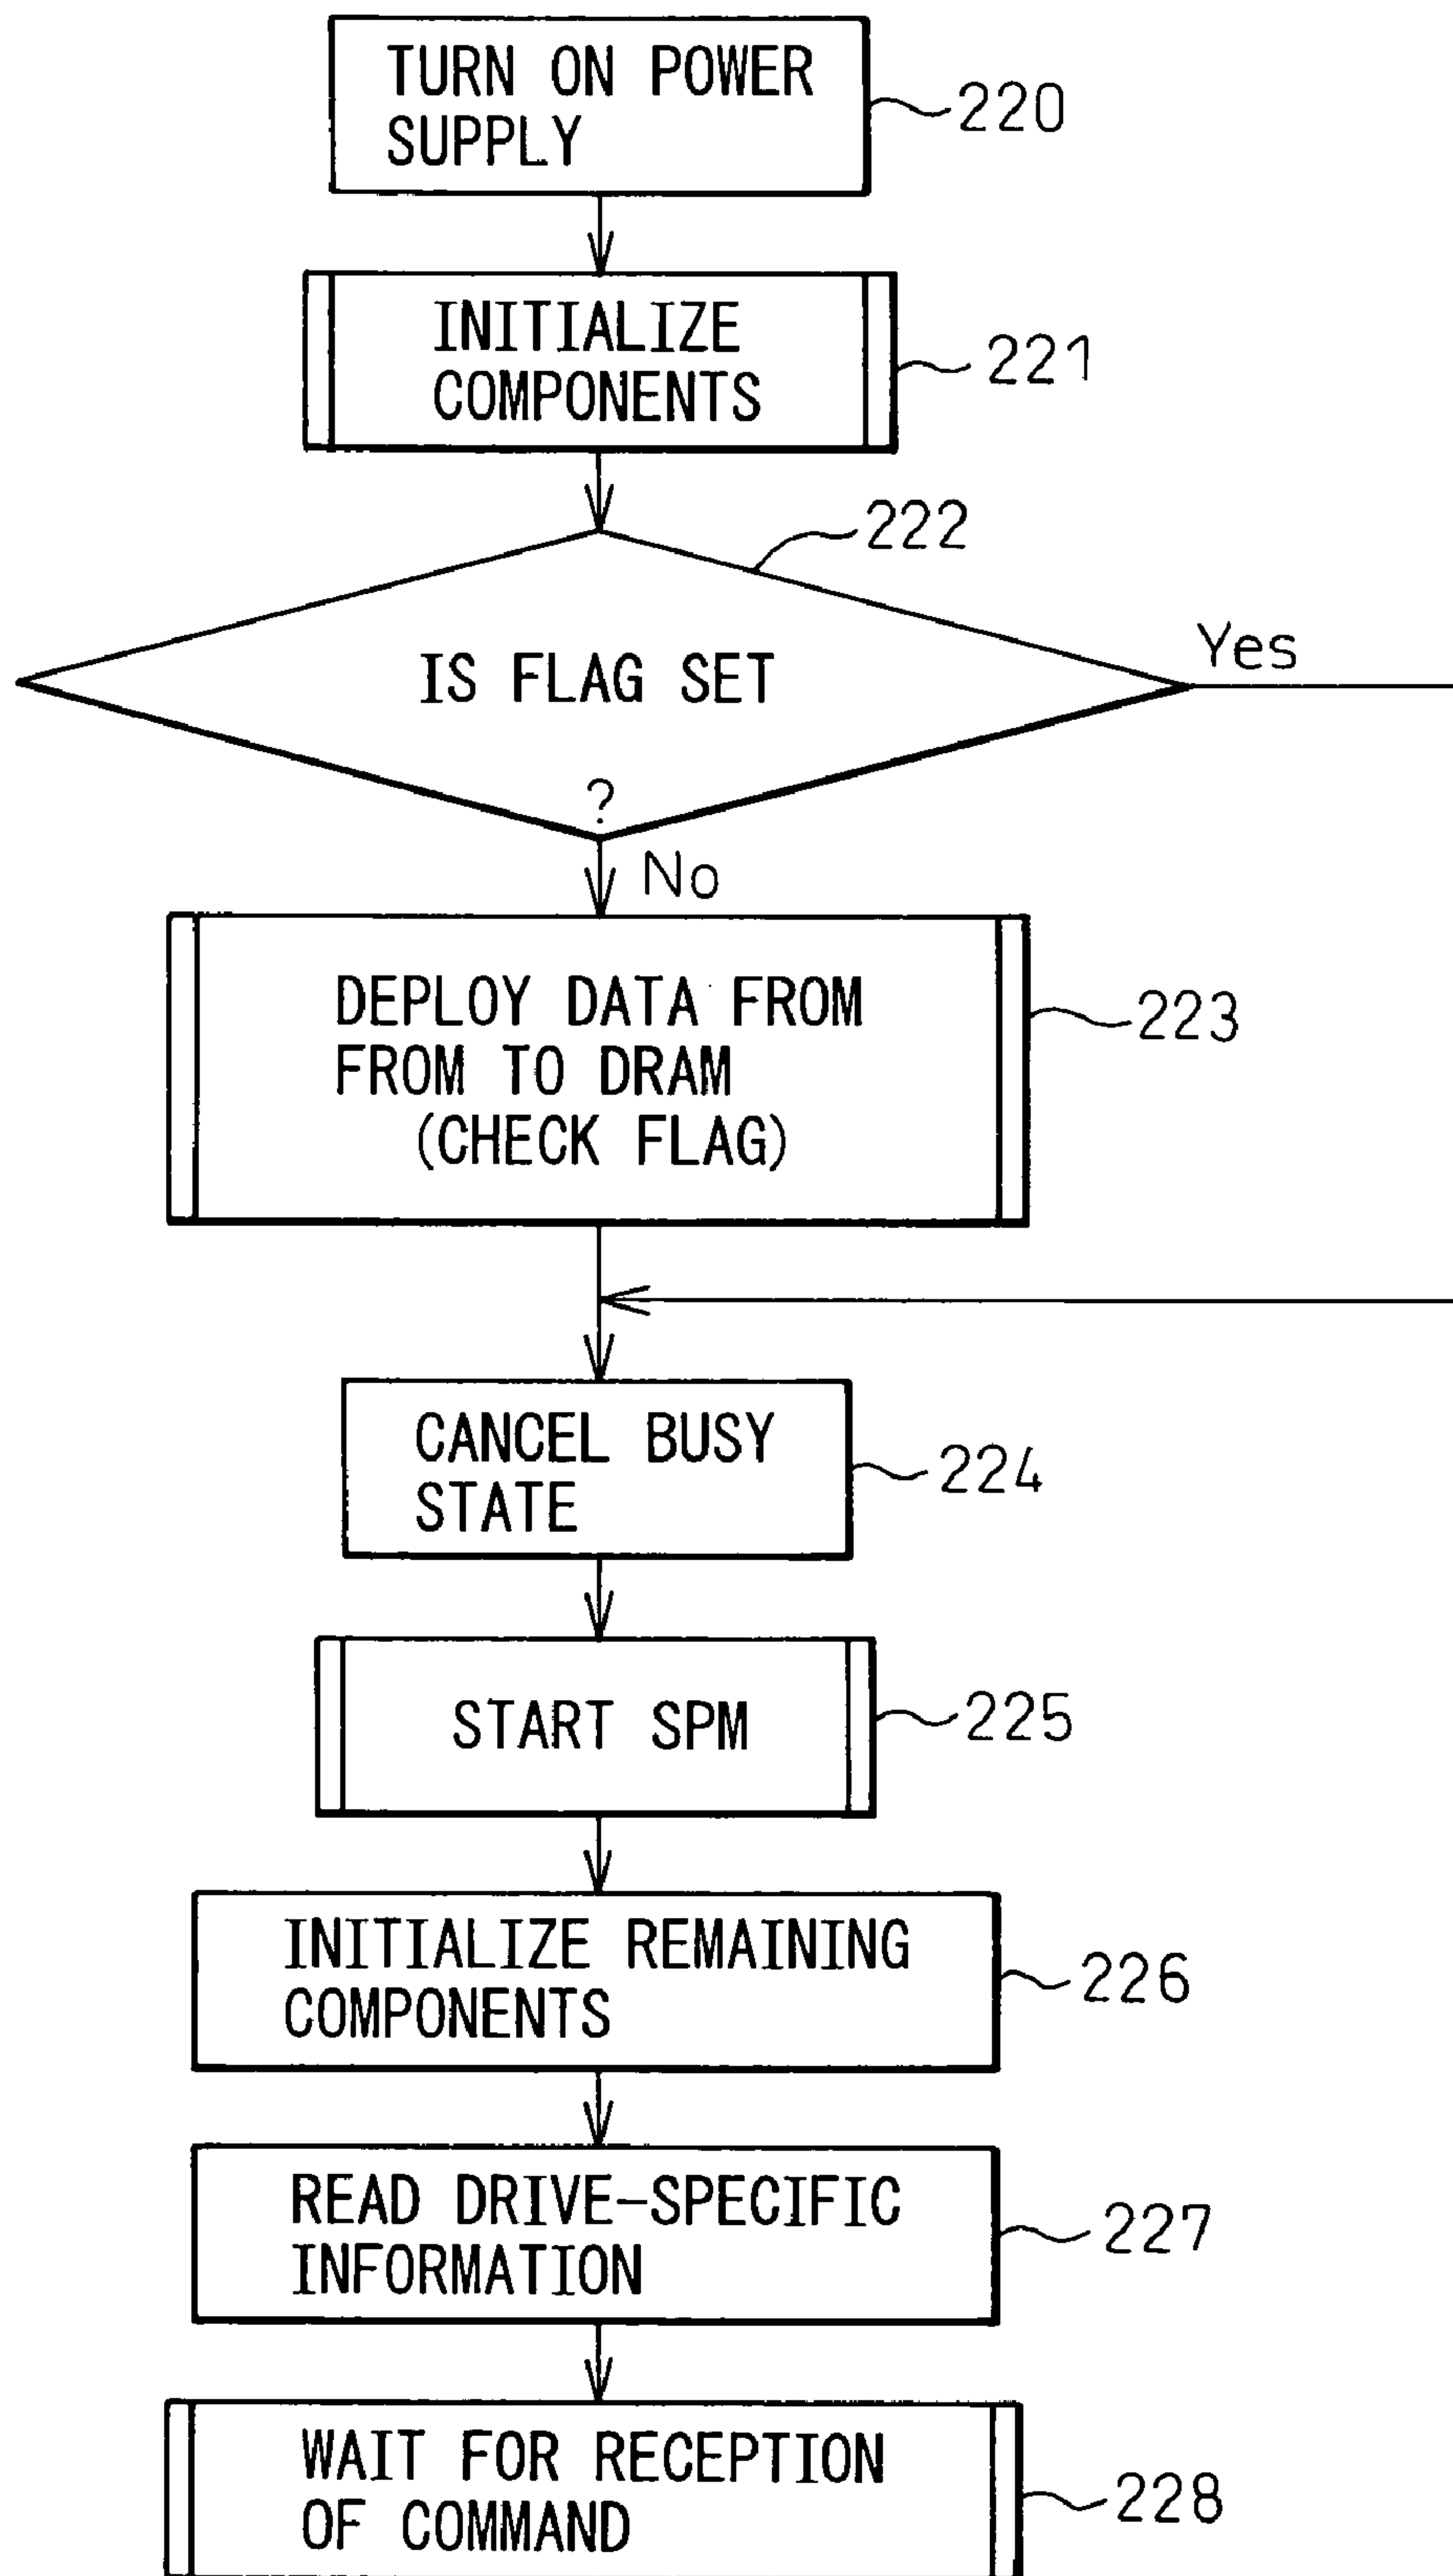 TURN ON POWER
SUPPLY
220
INITIALIZE
COMPONENTS
221
222
IS FLAG SET
?
Yes
No
DEPLOY DATA FROM
FROM TO DRAM
(CHECK FLAG)
223
CANCEL BUSY
STATE
224
START SPM
225
INITIALIZE REMAINING
COMPONENTS
226
READ DRIVE-SPECIFIC
INFORMATION
227
WAIT FOR RECEPTION
OF COMMAND
228